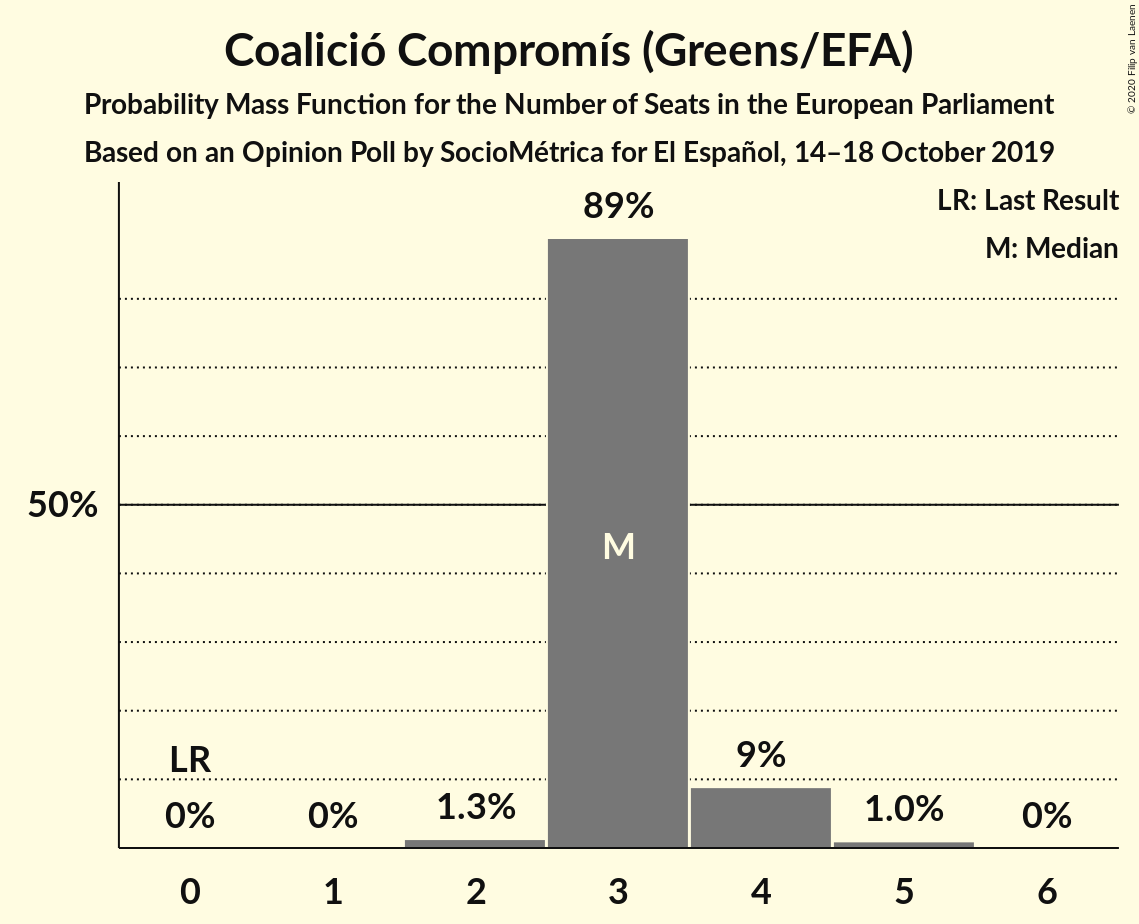 Coalició Compromís (Greens/EFA)
Probability Mass Function for the Number of Seats in the European Parliament
Based on an Opinion Poll by SocioMétrica for El Español, 14–18 October 2019
© 2020 Filip van Laenen
LR: Last Result
M: Median
89%
50%
M
LR
0%
0%
1.3%
9%
1.0%
0%
0 1 2 3 4 5 6